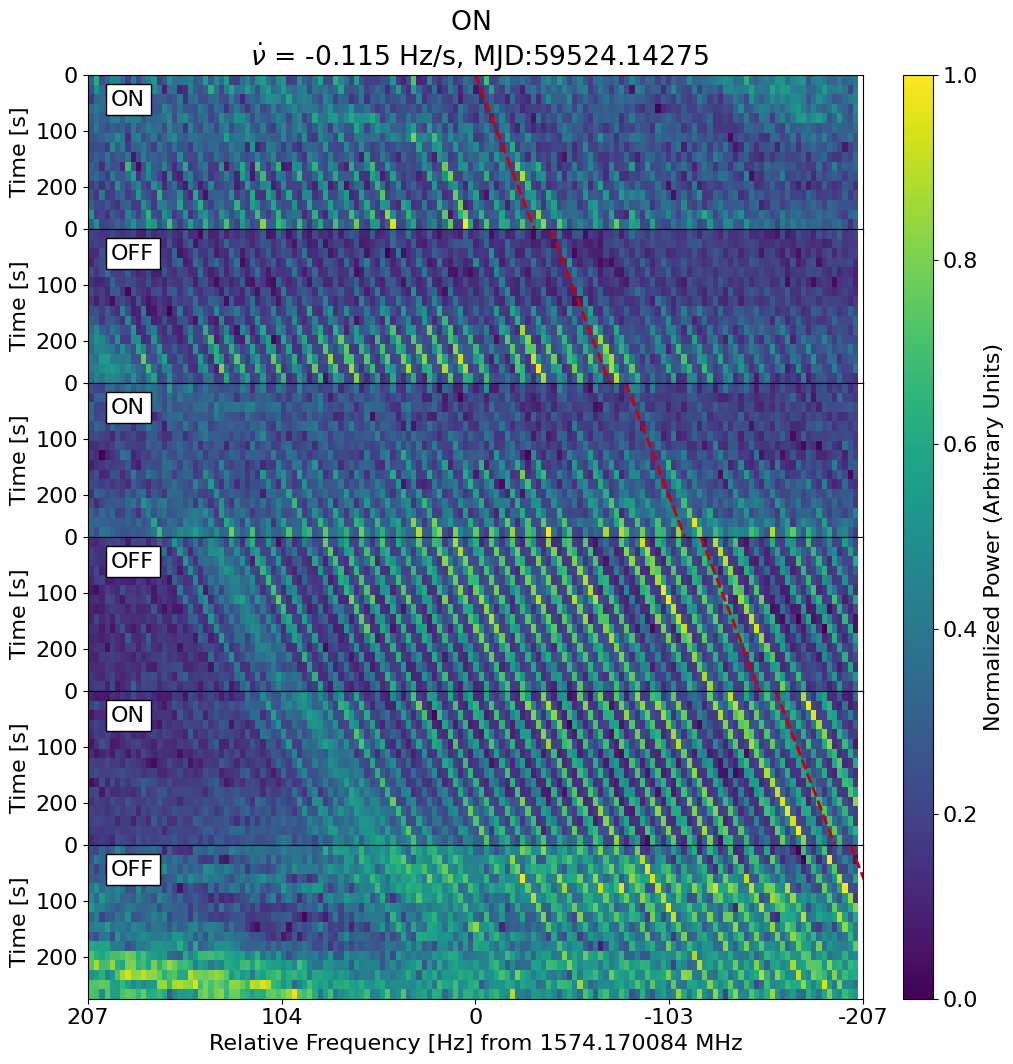 ON
ν̇ = -0.115 Hz/s, MJD:59524.14275
0
100
200
Time [s]
ON
0
100
200
Time [s]
OFF
0
100
200
Time [s]
ON
0
100
200
Time [s]
OFF
0
100
200
Time [s]
ON
0
100
200
Time [s]
OFF
207 104 0 -103 -207
Relative Frequency [Hz] from 1574.170084 MHz
1.0
0.8
0.6
0.4
0.2
0.0
Normalized Power (Arbitrary Units)